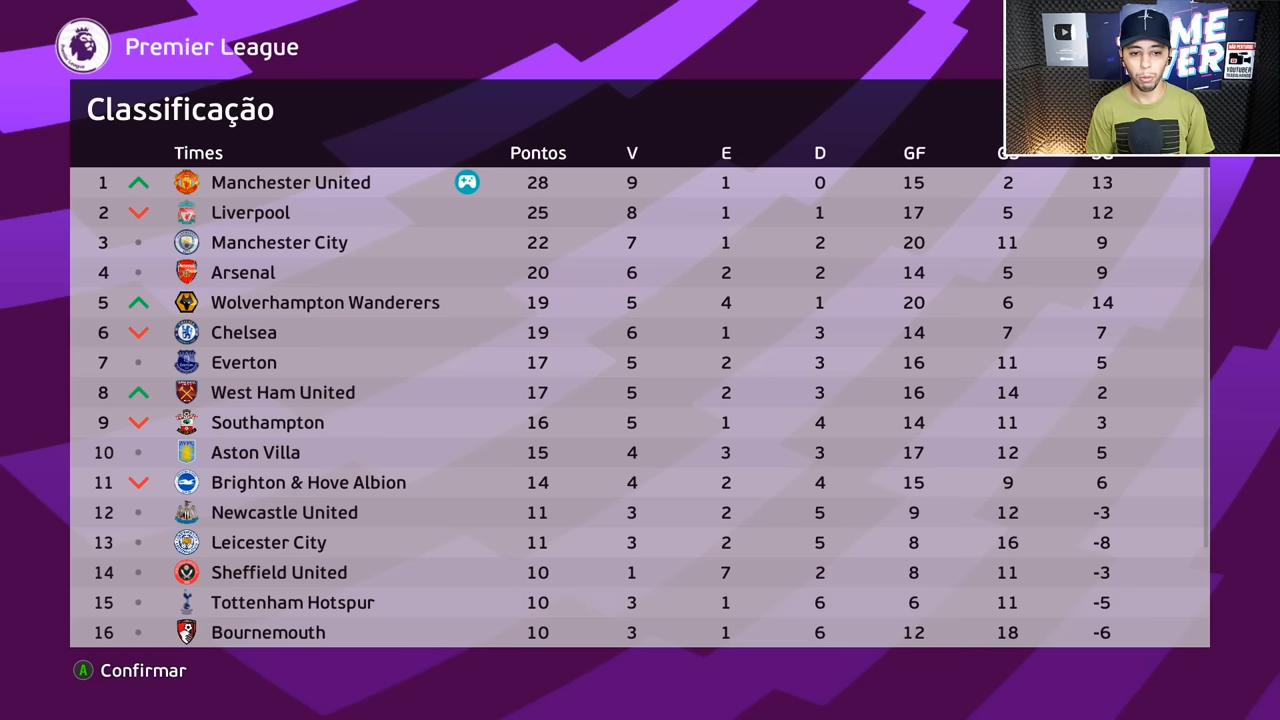 Premier League
Classificação
Times Pontos V E D GF
1 Manchester United 28 9 1 0 15 2 13
2 Liverpool 25 8 1 1 17 5 12
3 Manchester City 22 7 1 2 20 11 9
4 Arsenal 20 6 2 2 14 5 9
5 Wolverhampton Wanderers 19 5 4 1 20 6 14
6 Chelsea 19 6 1 3 14 7 7
7 Everton 17 5 2 3 16 11 5
8 West Ham United 17 5 2 3 16 14 2
9 Southampton 16 5 1 4 14 11 3
10 Aston Villa 15 4 3 3 17 12 5
11 Brighton & Hove Albion 14 4 2 4 15 9 6
12 Newcastle United 11 3 2 5 9 12 -3
13 Leicester City 11 3 2 5 8 16 -8
14 Sheffield United 10 1 7 2 8 11 -3
15 Tottenham Hotspur 10 3 1 6 6 11 -5
16 Bournemouth 10 3 1 6 12 18 -6
A Confirmar
NÃO PERTURBE
YOUTUBER
TRABALHANDO